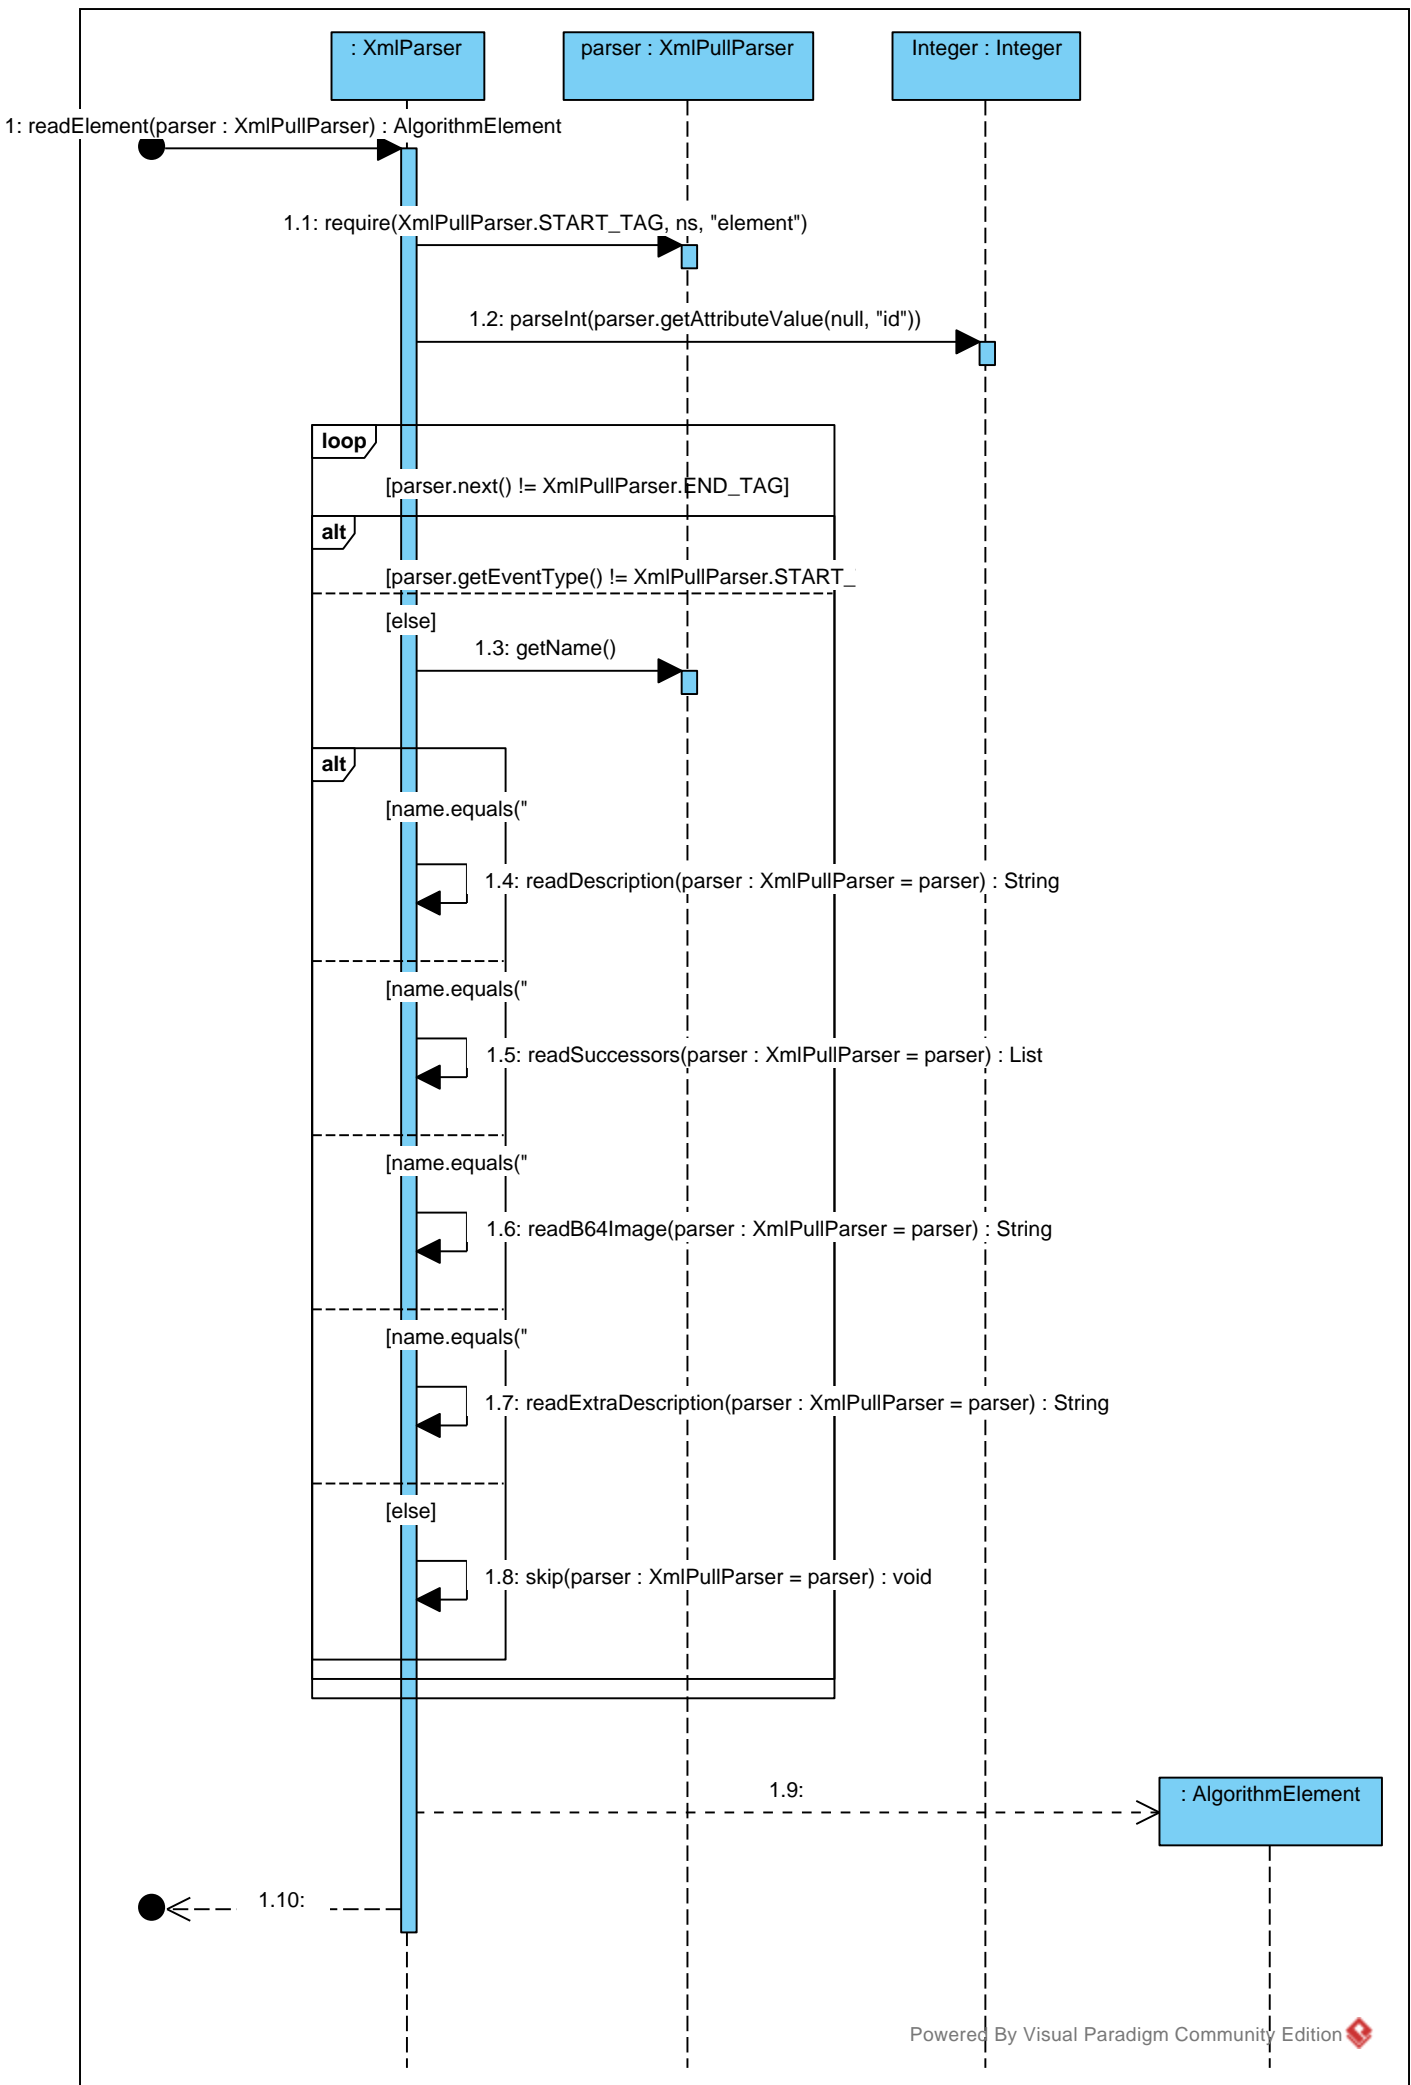 : XmlParser
parser : XmlPullParser
Integer : Integer
1: readElement(parser : XmlPullParser) : AlgorithmElement
1.1: require(XmlPullParser.START_TAG, ns, "element")
1.2: parseInt(parser.getAttributeValue(null, "id"))
loop
[parser.next() != XmlPullParser.END_TAG]
alt
[parser.getEventType() != XmlPullParser.START_
[else]
1.3: getName()
alt
[name.equals("
1.4: readDescription(parser : XmlPullParser = parser) : String
[name.equals("
1.5: readSuccessors(parser : XmlPullParser = parser) : List
[name.equals("
1.6: readB64Image(parser : XmlPullParser = parser) : String
[name.equals("
1.7: readExtraDescription(parser : XmlPullParser = parser) : String
[else]
1.8: skip(parser : XmlPullParser = parser) : void
1.9:
: AlgorithmElement
1.10:
Powered By Visual Paradigm Community Edition